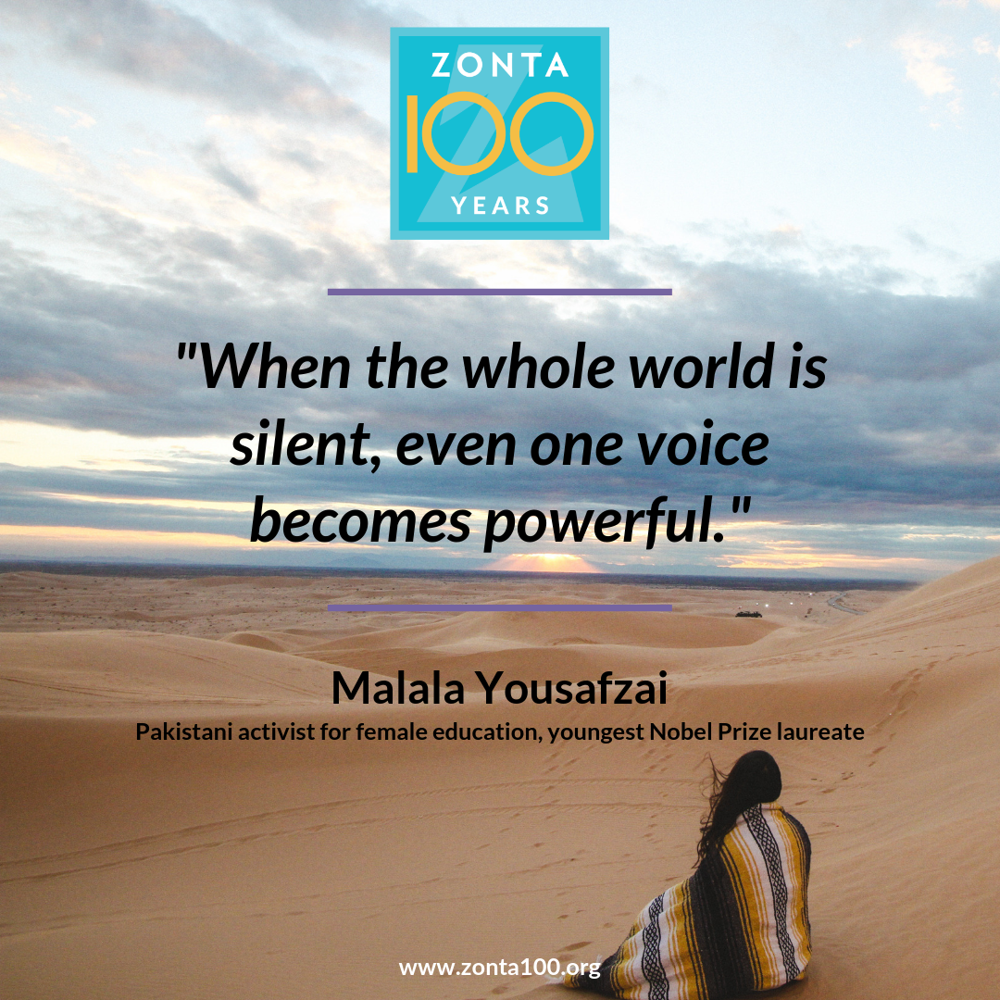 ZONTA
100
YEARS
"When the whole world is
silent, even one voice
becomes powerful."
Malala Yousafzai
Pakistani activist for female education, youngest Nobel Prize laureate
www.zonta100.org